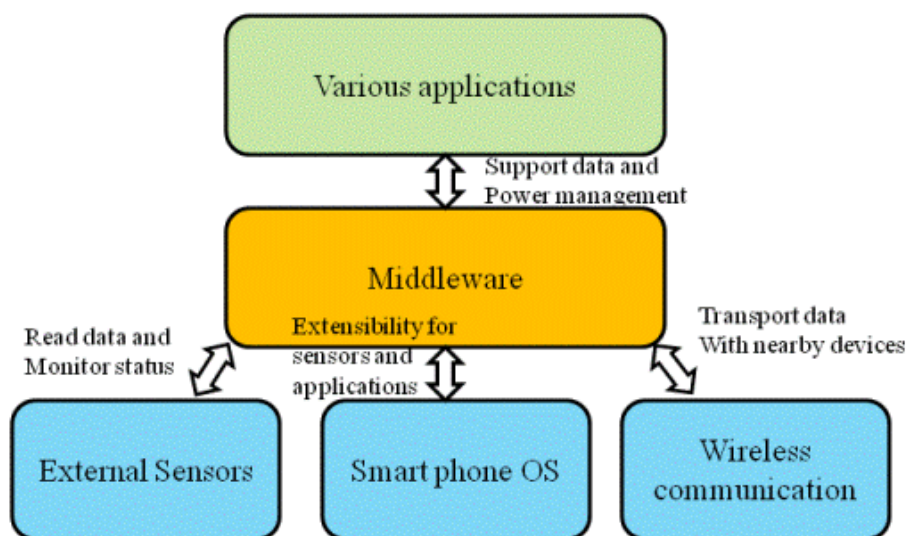 Various applications
Support data and
Power management
Middleware
Read data and
Monitor status
Extensibility for
sensors and
applications
Transport data
With nearby devices
External Sensors
Smart phone OS
Wireless
communication